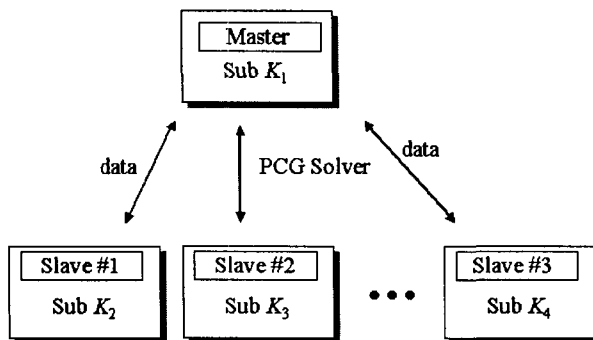 Master
Sub K₁
data
PCG Solver
data
Slave #1
Slave #2
Slave #3
Sub K₂
Sub K₃
Sub K₄